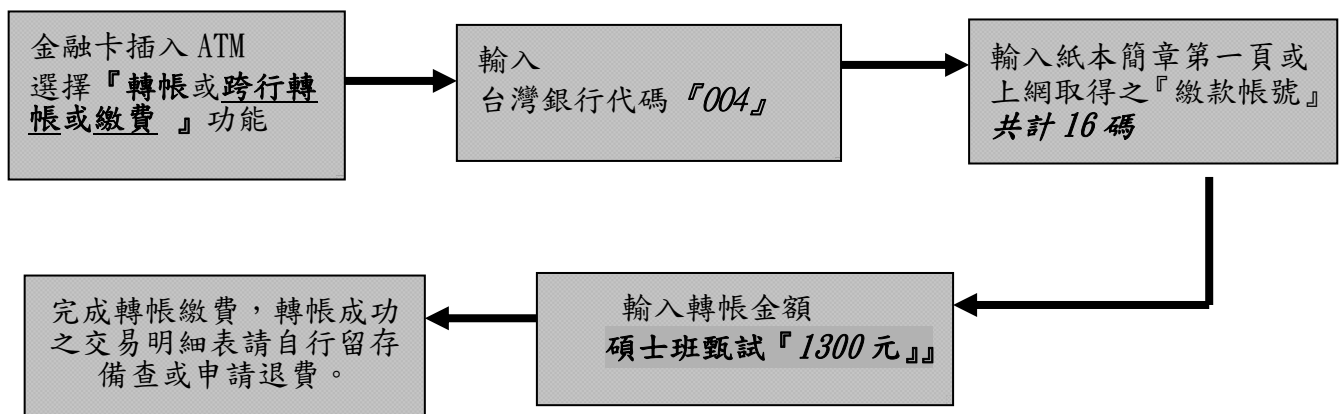 金融卡插入 ATM
選擇『轉帳或跨行轉
帳或繳費 』功能
輸入
台灣銀行代碼『004』
輸入紙本簡章第一頁或
上網取得之『繳款帳號』
共計 16 碼
輸入轉帳金額
碩士班甄試『1300 元』』
完成轉帳繳費，轉帳成功
之交易明細表請自行留存
備查或申請退費。